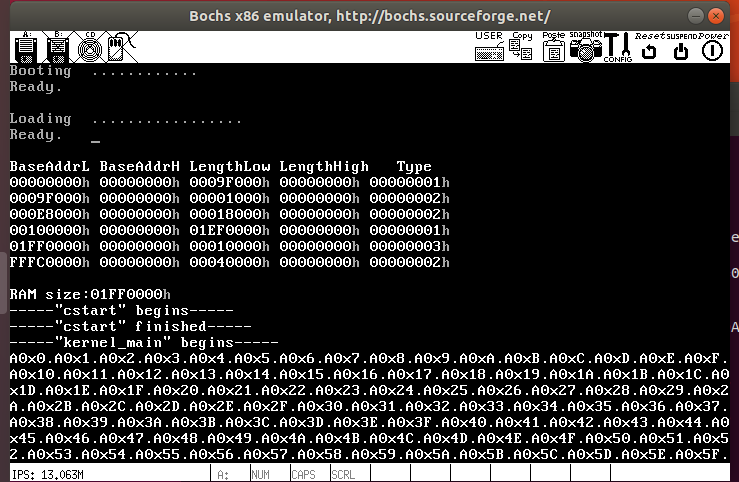 Bochs x86 emulator, http://bochs.sourceforge.net/
A: B: CD USER Copy Paste Snapshot CONFIG Reset SUSPEND Power
Booting ............
Ready.
Loading .................
Ready. _
BaseAddrL BaseAddrH LengthLow LengthHigh Type
00000000h 00000000h 0009F000h 00000000h 00000001h
0009F000h 00000000h 00001000h 00000000h 00000002h
000E8000h 00000000h 00018000h 00000000h 00000002h
00100000h 00000000h 01EF0000h 00000000h 00000001h
01FF0000h 00000000h 00010000h 00000000h 00000003h
FFFC0000h 00000000h 00040000h 00000000h 00000002h
RAM size:01FF0000h
-----"cstart" begins-----
-----"cstart" finished-----
-----"kernel_main" begins-----
A0x0.A0x1.A0x2.A0x3.A0x4.A0x5.A0x6.A0x7.A0x8.A0x9.A0xA.A0xB.A0xC.A0xD.A0xE.A0xF.
A0x10.A0x11.A0x12.A0x13.A0x14.A0x15.A0x16.A0x17.A0x18.A0x19.A0x1A.A0x1B.A0x1C.A0
x1D.A0x1E.A0x1F.A0x20.A0x21.A0x22.A0x23.A0x24.A0x25.A0x26.A0x27.A0x28.A0x29.A0x2
A.A0x2B.A0x2C.A0x2D.A0x2E.A0x2F.A0x30.A0x31.A0x32.A0x33.A0x34.A0x35.A0x36.A0x37.
A0x38.A0x39.A0x3A.A0x3B.A0x3C.A0x3D.A0x3E.A0x3F.A0x40.A0x41.A0x42.A0x43.A0x44.A0
x45.A0x46.A0x47.A0x48.A0x49.A0x4A.A0x4B.A0x4C.A0x4D.A0x4E.A0x4F.A0x50.A0x51.A0x5
2.A0x53.A0x54.A0x55.A0x56.A0x57.A0x58.A0x59.A0x5A.A0x5B.A0x5C.A0x5D.A0x5E.A0x5F.
IPS: 13.063M A: NUM CAPS SCRL
e
0
A